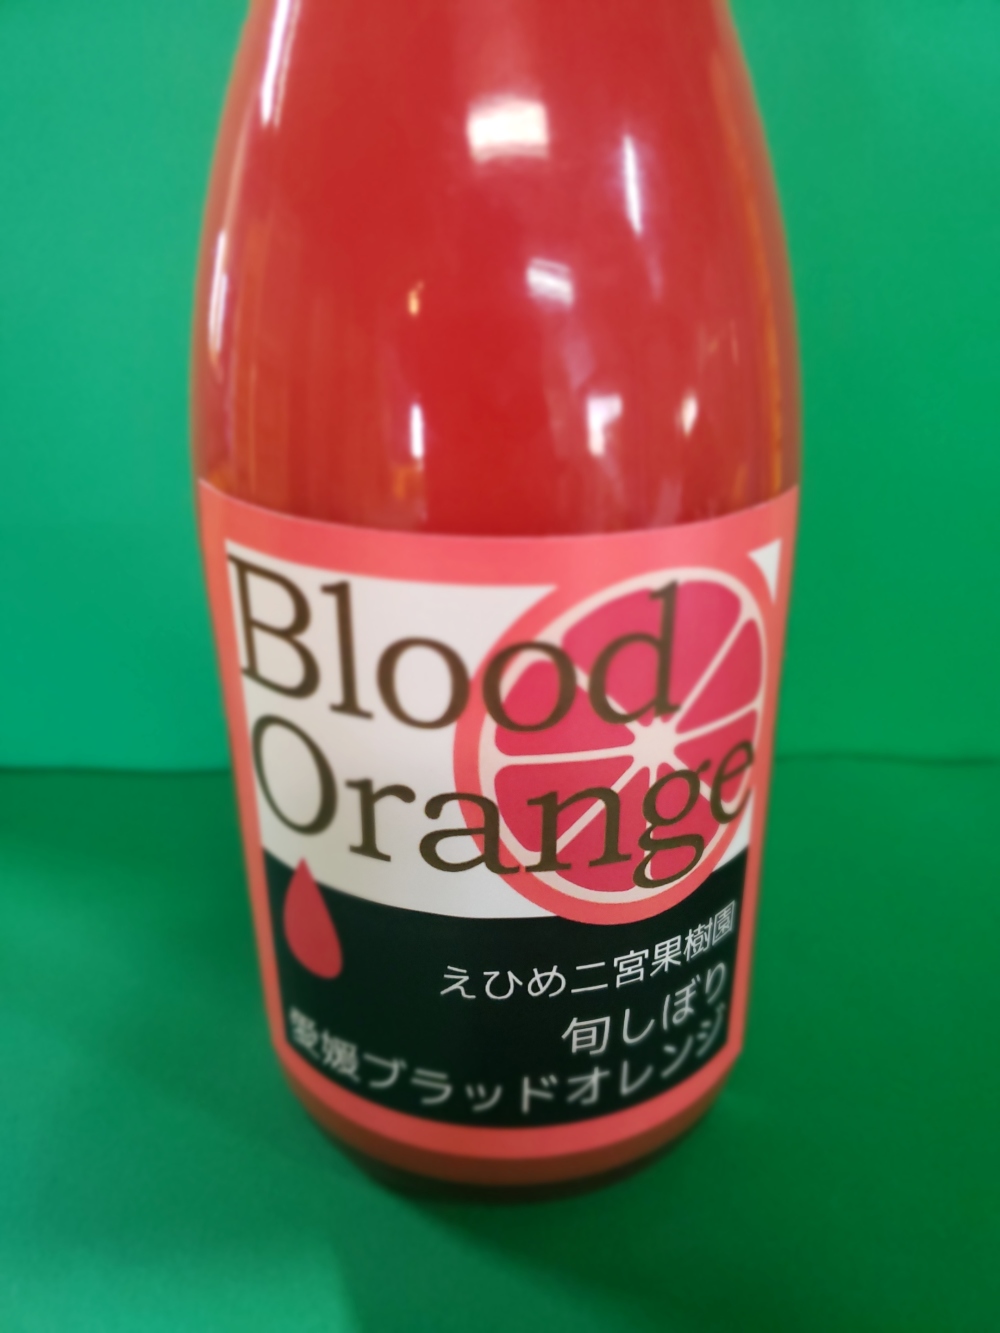 Blood
Orange
えひめ二宮果樹園
旬しぼり
愛媛ブラッドオレンジ